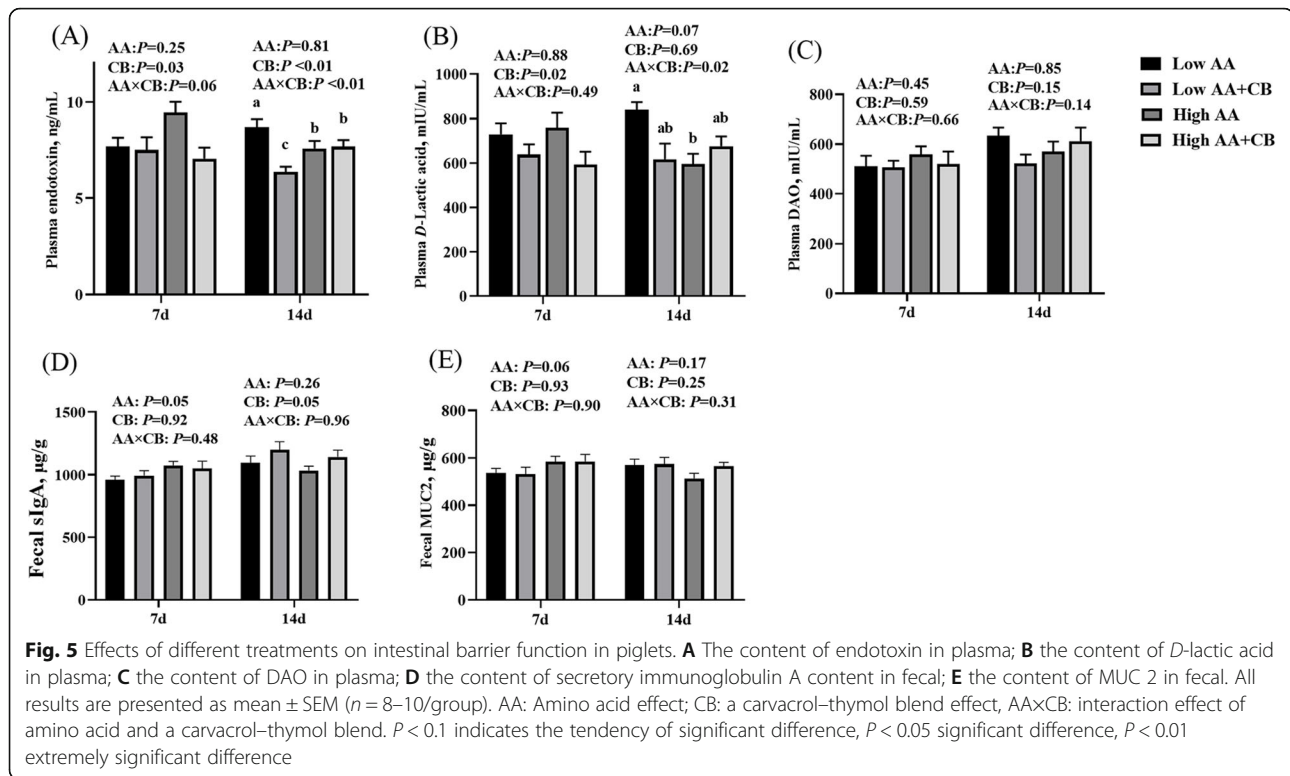 (A)
AA:P=0.25
CB:P=0.03
AA×CB:P=0.06
AA:P=0.81
CB:P <0.01
AA×CB:P <0.01
a
c
b
b
10
5
0
Plasma endotoxin, ng/mL
7d
14d
(B)
AA:P=0.88
CB:P=0.02
AA×CB:P=0.49
AA:P=0.07
CB:P=0.69
AA×CB:P=0.02
a
ab
b
ab
1000
800
600
400
200
0
Plasma D-Lactic acid, mIU/mL
7d
14d
(C)
AA:P=0.45
CB:P=0.59
AA×CB:P=0.66
AA:P=0.85
CB:P=0.15
AA×CB:P=0.14
800
600
400
200
0
Plasma DAO, mIU/mL
7d
14d
Low AA
Low AA+CB
High AA
High AA+CB
(D)
AA: P=0.05
CB: P=0.92
AA×CB: P=0.48
AA: P=0.26
CB: P=0.05
AA×CB: P=0.96
1500
1000
500
0
Fecal sIgA, µg/g
7d
14d
(E)
AA: P=0.06
CB: P=0.93
AA×CB: P=0.90
AA: P=0.17
CB: P=0.25
AA×CB: P=0.31
800
600
400
200
0
Fecal MUC2, µg/g
7d
14d
Fig. 5 Effects of different treatments on intestinal barrier function in piglets. A The content of endotoxin in plasma; B the content of D-lactic acid
in plasma; C the content of DAO in plasma; D the content of secretory immunoglobulin A content in fecal; E the content of MUC 2 in fecal. All
results are presented as mean ± SEM (n = 8–10/group). AA: Amino acid effect; CB: a carvacrol–thymol blend effect, AA×CB: interaction effect of
amino acid and a carvacrol–thymol blend. P < 0.1 indicates the tendency of significant difference, P < 0.05 significant difference, P < 0.01
extremely significant difference